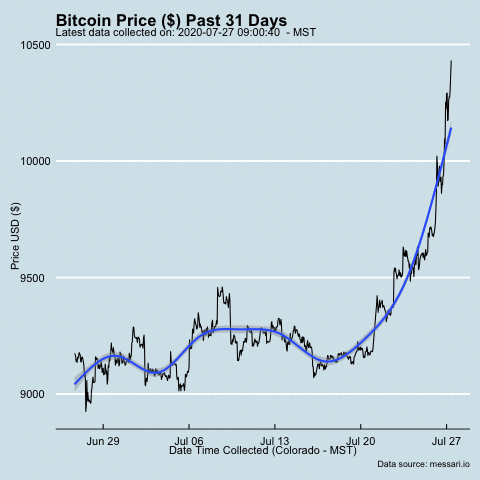 Bitcoin Price ($) Past 31 Days
Latest data collected on: 2020-07-27 09:00:40  - MST
10500
10000
9500
9000
Price USD ($)
Jun 29 Jul 06 Jul 13 Jul 20 Jul 27
Date Time Collected (Colorado - MST)
Data source: messari.io